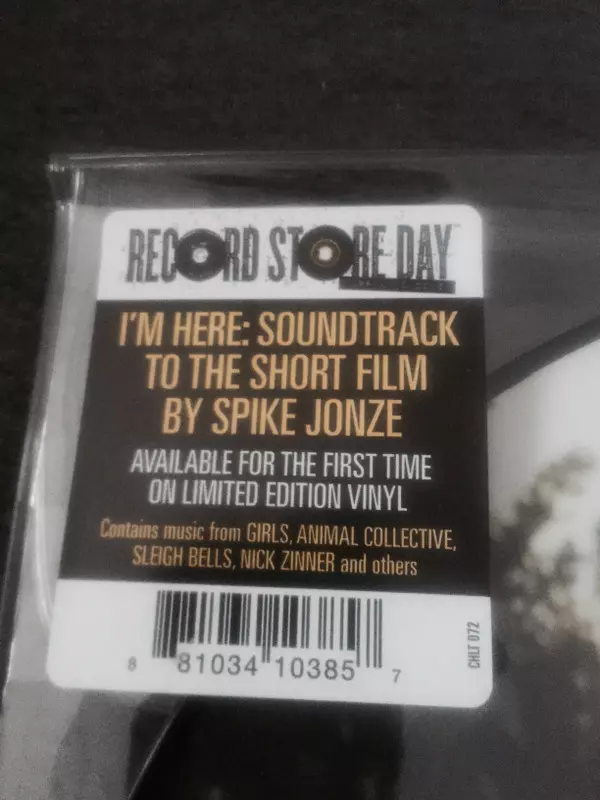 RECORD STORE DAY
I'M HERE: SOUNDTRACK
TO THE SHORT FILM
BY SPIKE JONZE
AVAILABLE FOR THE FIRST TIME
ON LIMITED EDITION VINYL
Contains music from GIRLS, ANIMAL COLLECTIVE,
SLEIGH BELLS, NICK ZINNER and others
8 81034 10385 7
CHLT 072